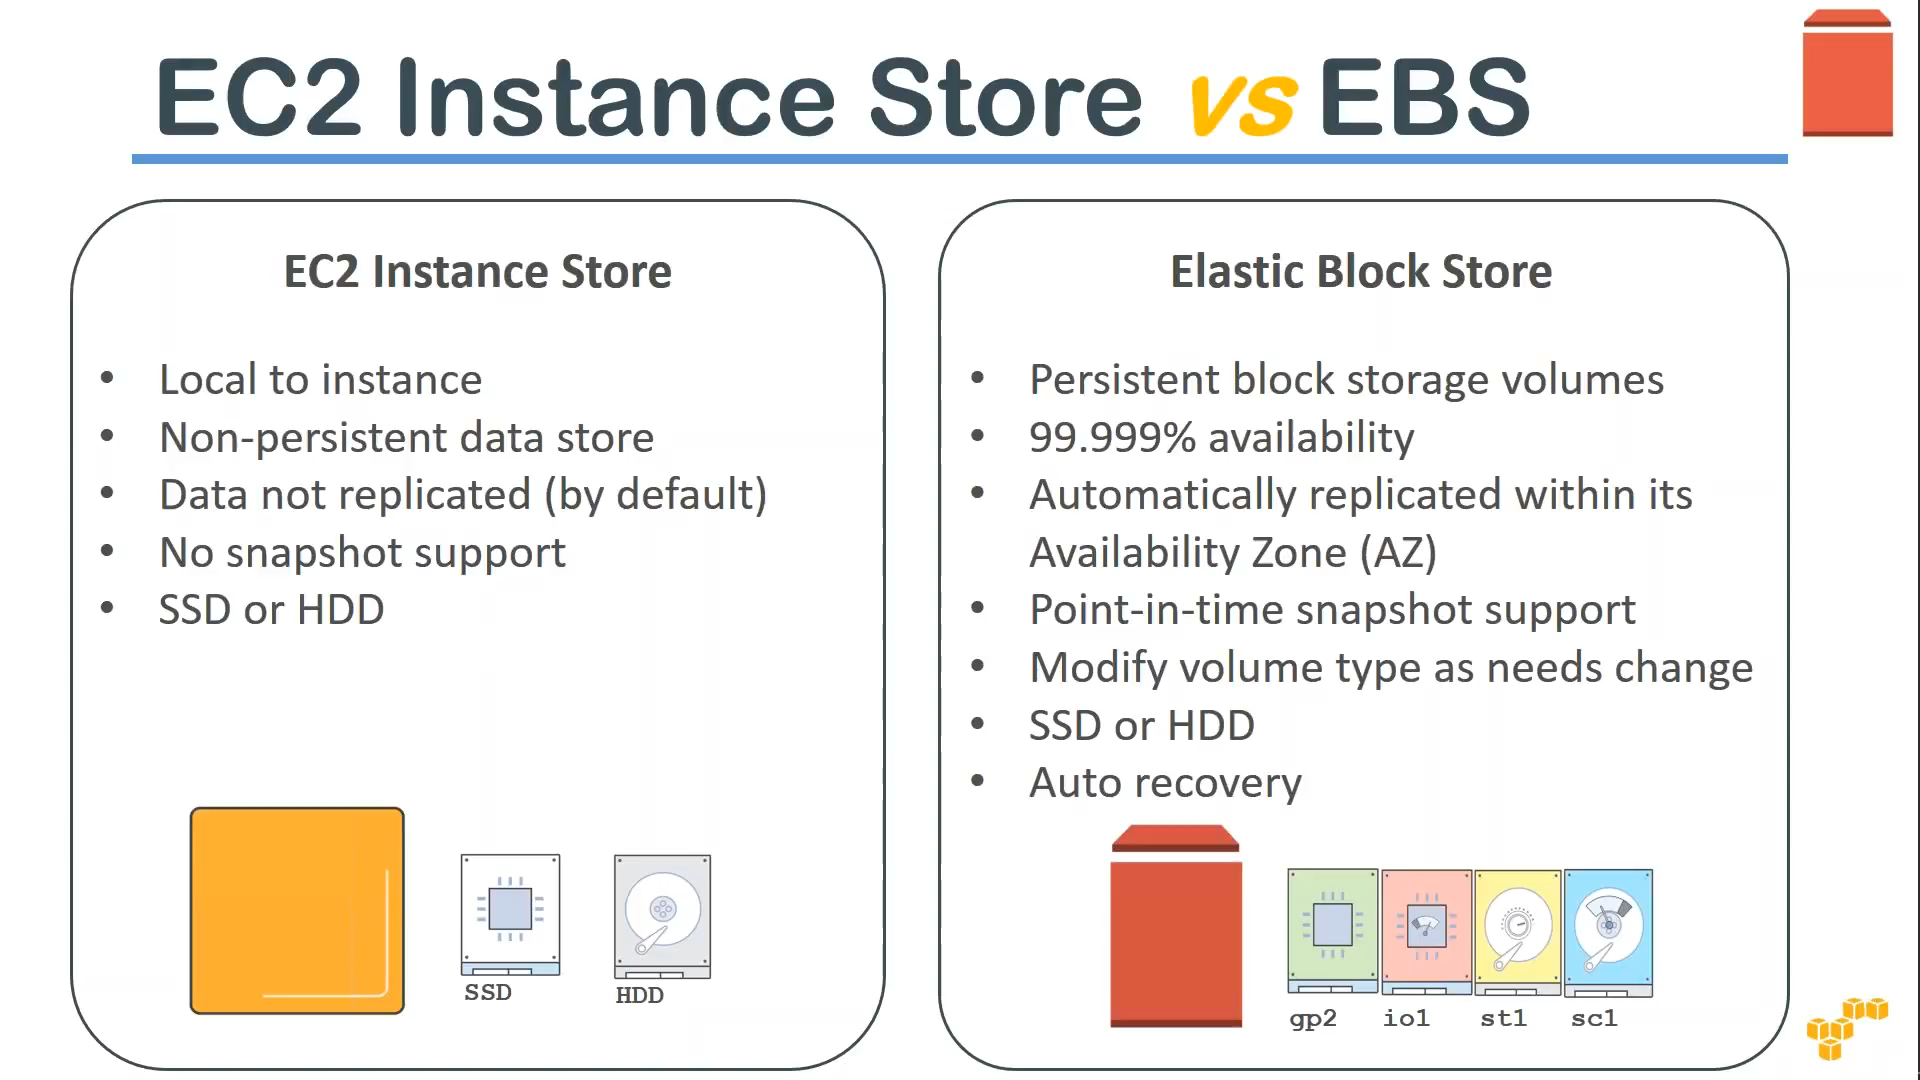 EC2 Instance Store vs EBS
EC2 Instance Store
• Local to instance
• Non-persistent data store
• Data not replicated (by default)
• No snapshot support
• SSD or HDD
SSD
HDD
Elastic Block Store
• Persistent block storage volumes
• 99.999% availability
• Automatically replicated within its
Availability Zone (AZ)
• Point-in-time snapshot support
• Modify volume type as needs change
• SSD or HDD
• Auto recovery
gp2 io1 st1 sc1